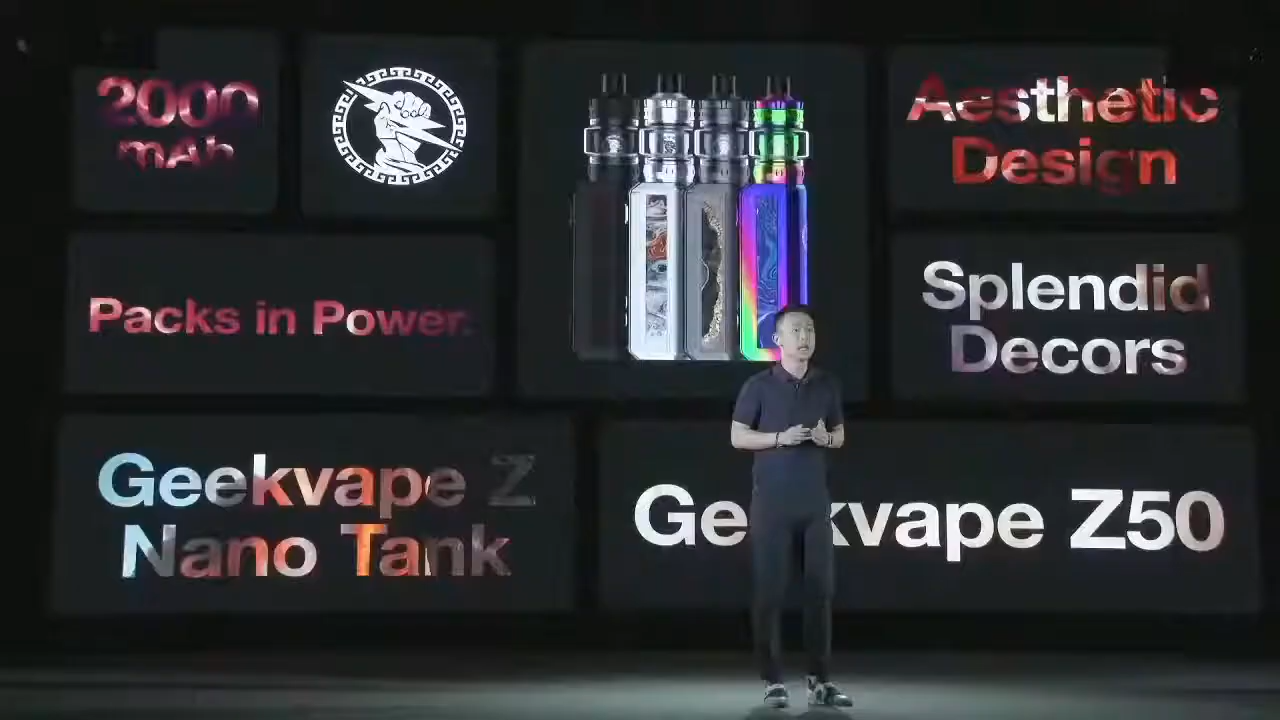 2000
mAh
Aesthetic
Design
Packs in Power.
Splendid
Decors
Geekvape Z
Nano Tank
Geekvape Z50